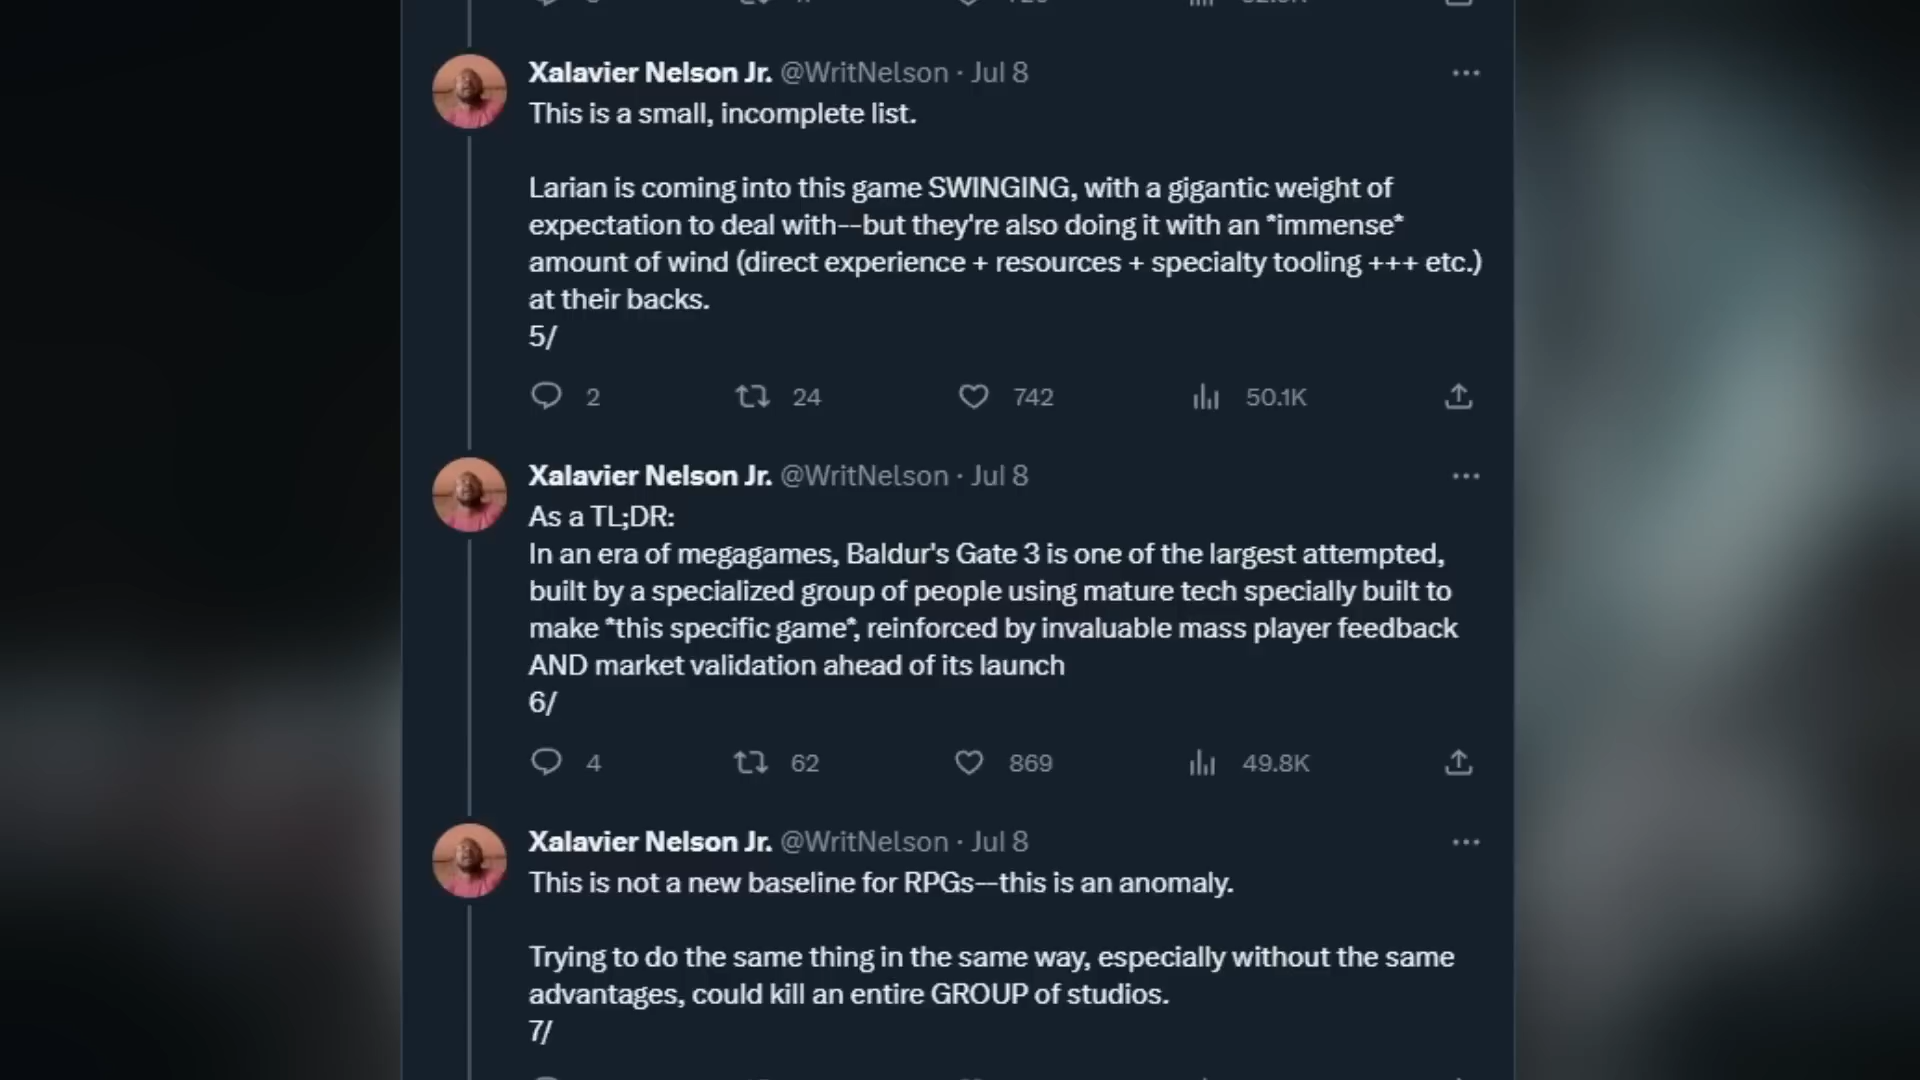 Xalavier Nelson Jr. @WritNelson · Jul 8
This is a small, incomplete list.
Larian is coming into this game SWINGING, with a gigantic weight of
expectation to deal with--but they're also doing it with an *immense*
amount of wind (direct experience + resources + specialty tooling +++ etc.)
at their backs.
5/
2 24 742 50.1K
Xalavier Nelson Jr. @WritNelson · Jul 8
As a TL;DR:
In an era of megagames, Baldur's Gate 3 is one of the largest attempted,
built by a specialized group of people using mature tech specially built to
make *this specific game*, reinforced by invaluable mass player feedback
AND market validation ahead of its launch
6/
4 62 869 49.8K
Xalavier Nelson Jr. @WritNelson · Jul 8
This is not a new baseline for RPGs--this is an anomaly.
Trying to do the same thing in the same way, especially without the same
advantages, could kill an entire GROUP of studios.
7/